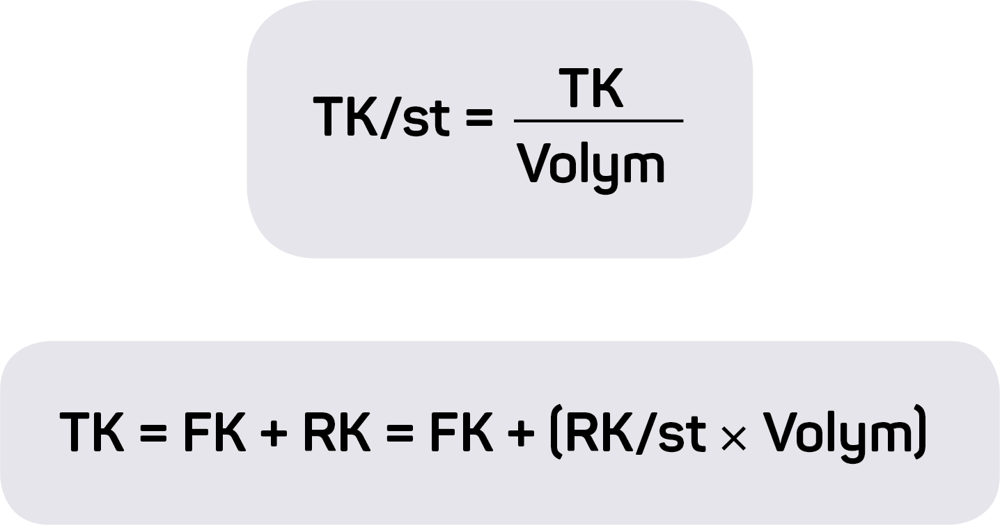 TK/st = TK
Volym
TK = FK + RK = FK + (RK/st × Volym)